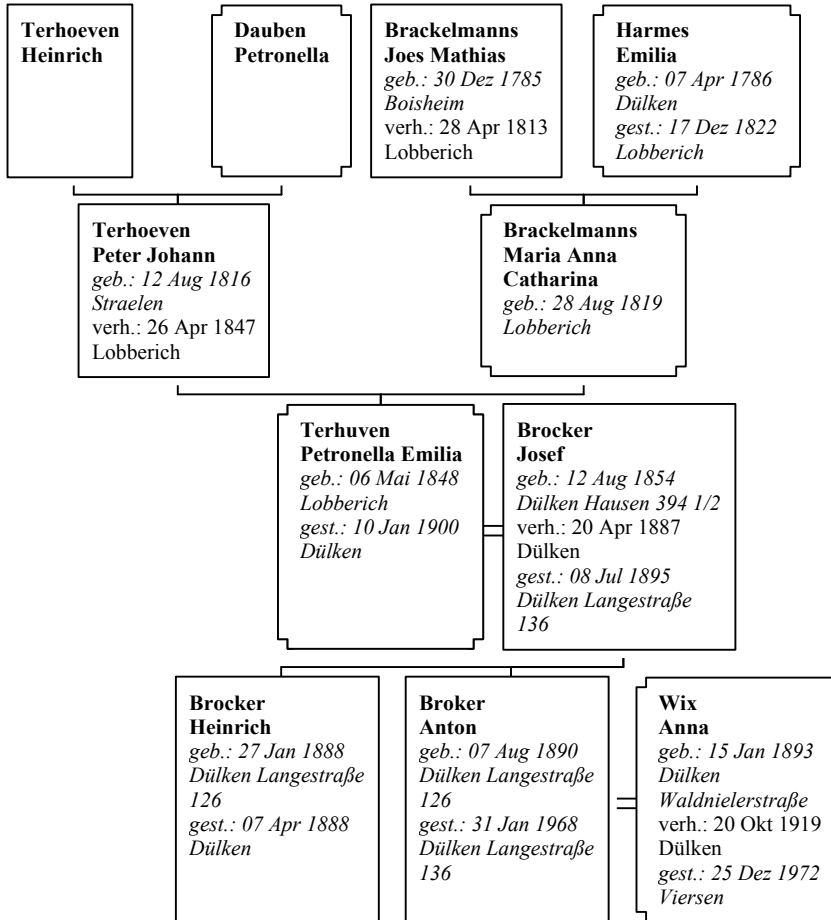 Terhoeven
Heinrich
Dauben
Petronella
Brackelmanns
Joes Mathias
geb.: 30 Dez 1785
Boisheim
verh.: 28 Apr 1813
Lobberich
Harmes
Emilia
geb.: 07 Apr 1786
Dülken
gest.: 17 Dez 1822
Lobberich
Terhoeven
Peter Johann
geb.: 12 Aug 1816
Straelen
verh.: 26 Apr 1847
Lobberich
Brackelmanns
Maria Anna
Catharina
geb.: 28 Aug 1819
Lobberich
Terhuven
Petronella Emilia
geb.: 06 Mai 1848
Lobberich
gest.: 10 Jan 1900
Dülken
Brocker
Josef
geb.: 12 Aug 1854
Dülken Hausen 394 1/2
verh.: 20 Apr 1887
Dülken
gest.: 08 Jul 1895
Dülken Langestraße
136
Brocker
Heinrich
geb.: 27 Jan 1888
Dülken Langestraße
126
gest.: 07 Apr 1888
Dülken
Broker
Anton
geb.: 07 Aug 1890
Dülken Langestraße
126
gest.: 31 Jan 1968
Dülken Langestraße
136
Wix
Anna
geb.: 15 Jan 1893
Dülken
Waldnielerstraße
verh.: 20 Okt 1919
Dülken
gest.: 25 Dez 1972
Viersen